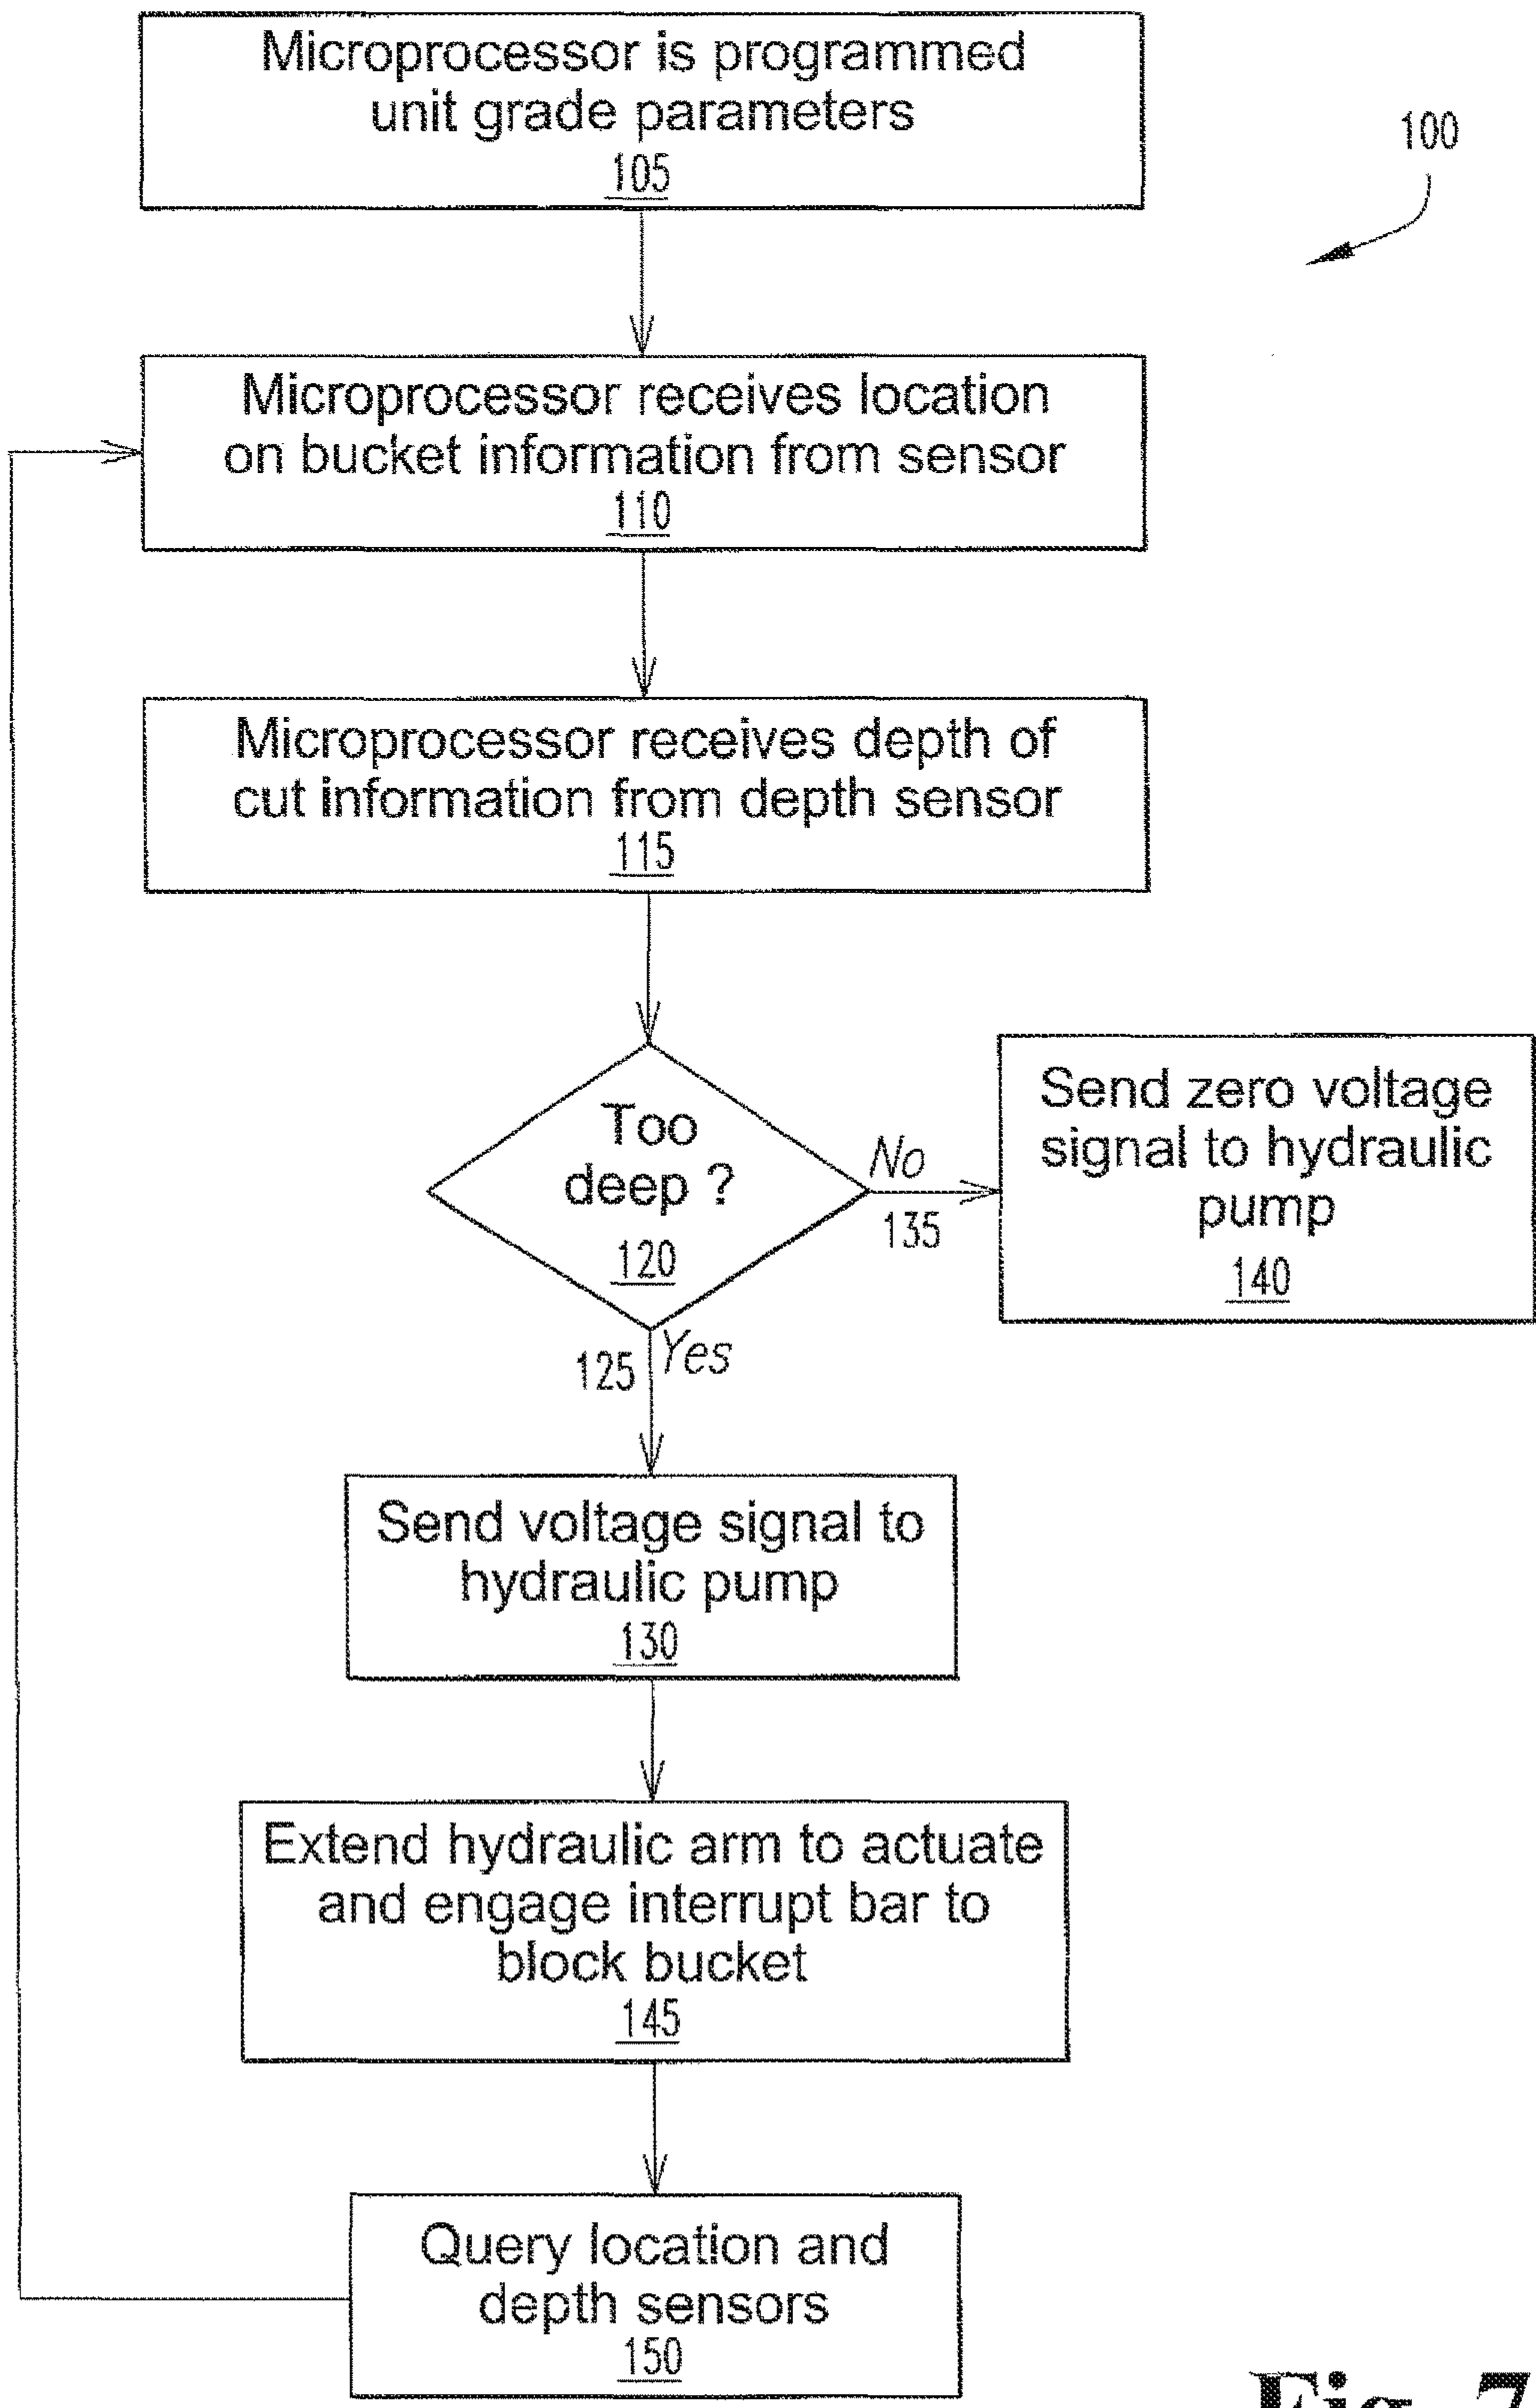 Microprocessor is programmed
unit grade parameters
105
100
Microprocessor receives location
on bucket information from sensor
110
Microprocessor receives depth of
cut information from depth sensor
115
Too
deep ?
120
No
135
Send zero voltage
signal to hydraulic
pump
140
125
Yes
Send voltage signal to
hydraulic pump
130
Extend hydraulic arm to actuate
and engage interrupt bar to
block bucket
145
Query location and
depth sensors
150
Fig. 7